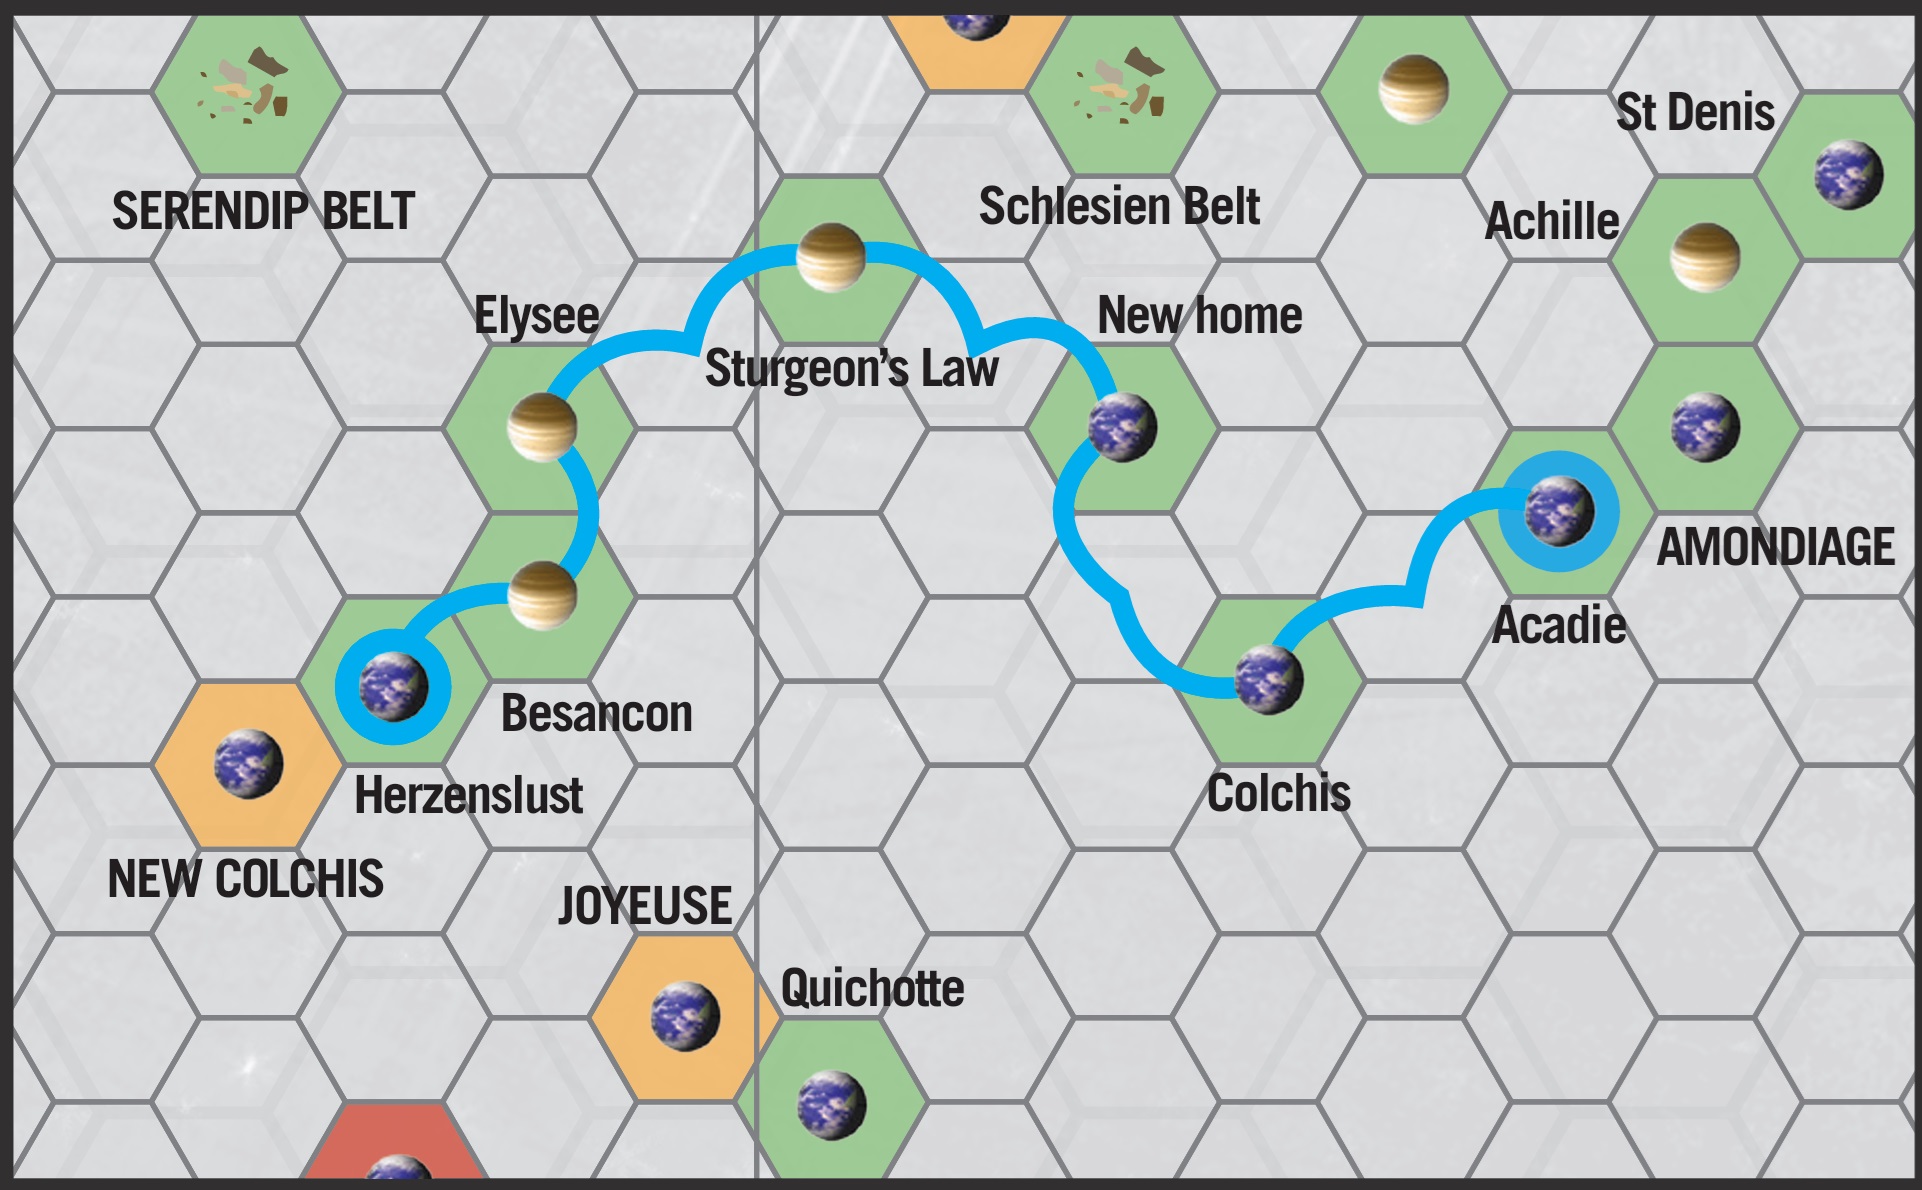 St Denis
SERENDIP BELT
Schlesien Belt
Achille
Elysee
New home
Sturgeon's Law
AMONDIAGE
Acadie
Besancon
Herzenslust
Colchis
NEW COLCHIS
JOYEUSE
Quichotte